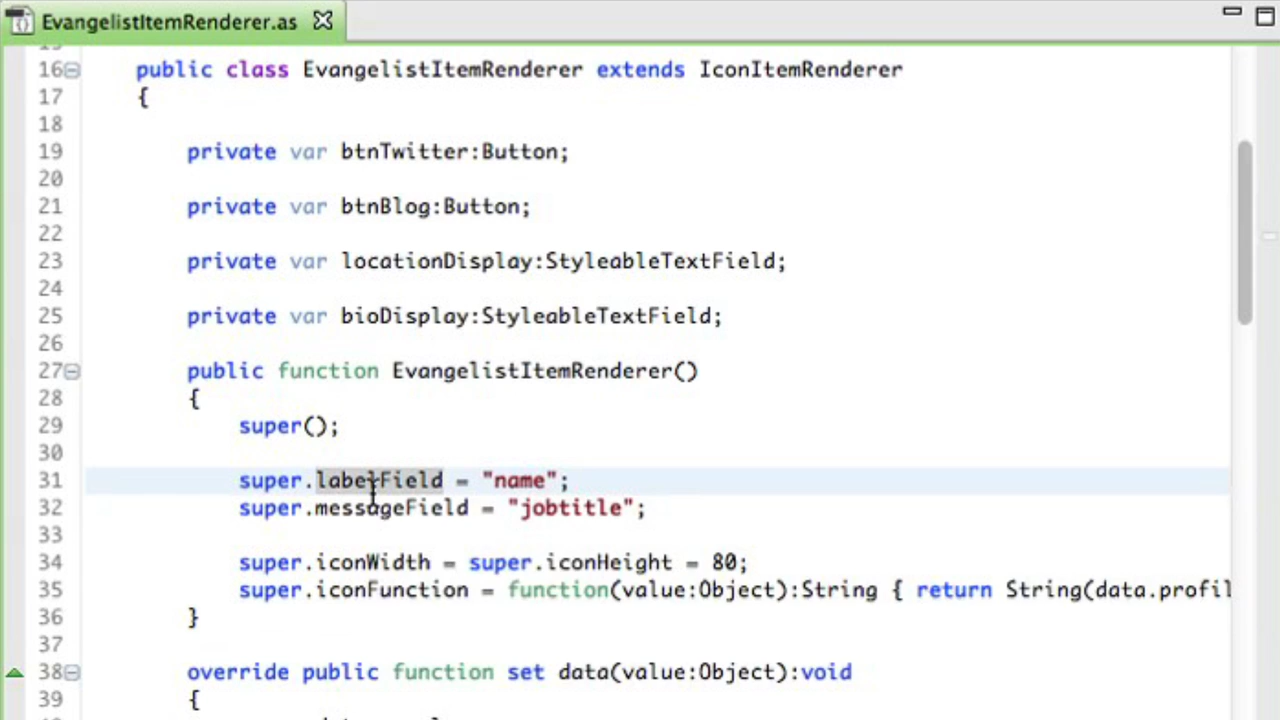 EvangelistItemRenderer.as
16 public class EvangelistItemRenderer extends IconItemRenderer
17 {
18
19 private var btnTwitter:Button;
20
21 private var btnBlog:Button;
22
23 private var locationDisplay:StyleableTextField;
24
25 private var bioDisplay:StyleableTextField;
26
27 public function EvangelistItemRenderer()
28 {
29 super();
30
31 super.labelField = "name";
32 super.messageField = "jobtitle";
33
34 super.iconWidth = super.iconHeight = 80;
35 super.iconFunction = function(value:Object):String { return String(data.profil
36 }
37
38 override public function set data(value:Object):void
39 {